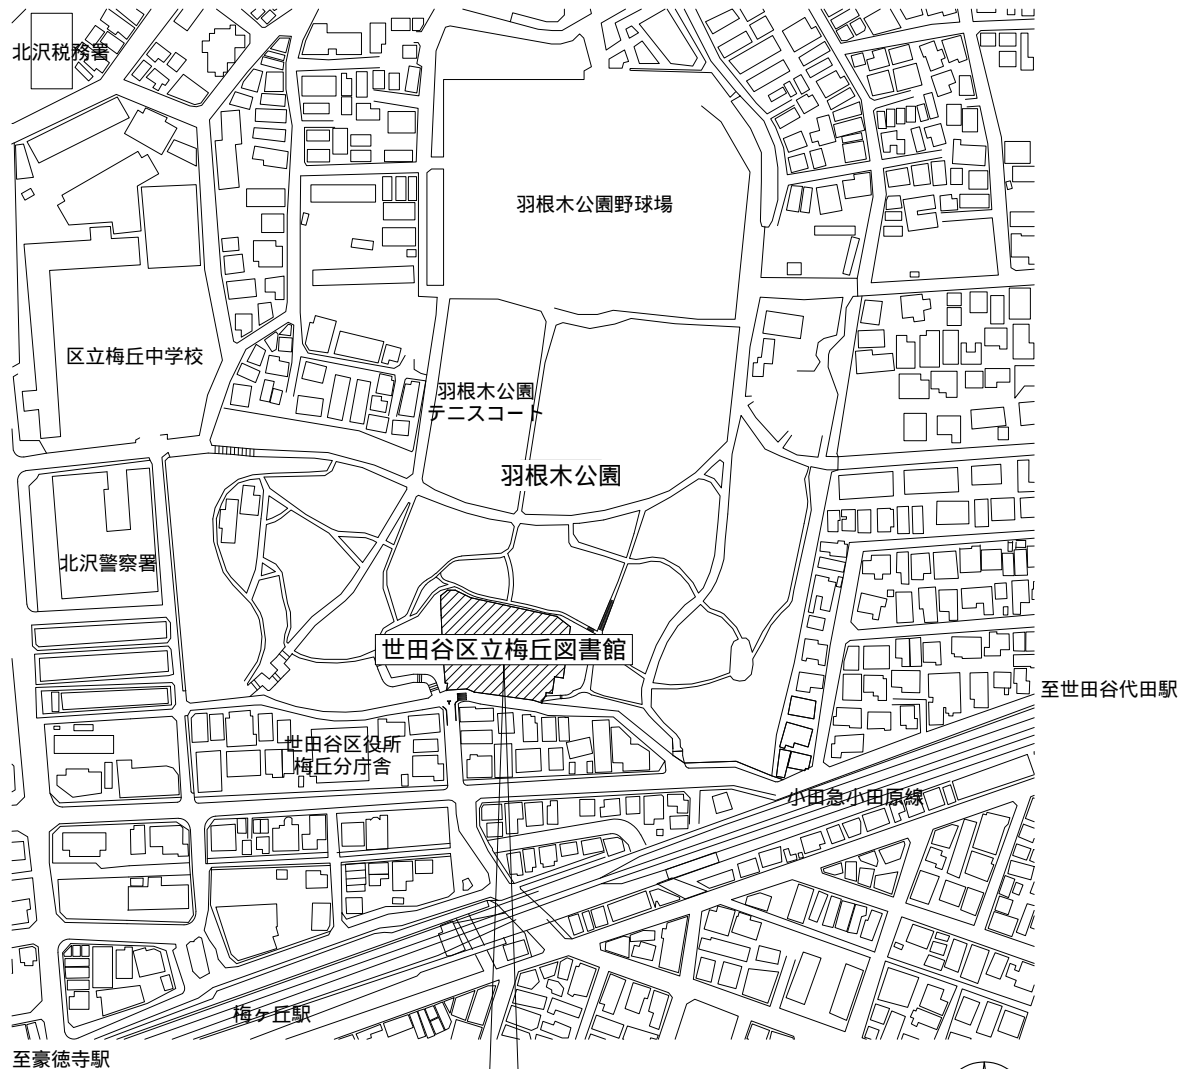 北沢税務署
羽根木公園野球場
区立梅丘中学校
羽根木公園
テニスコート
羽根木公園
北沢警察署
世田谷区立梅丘図書館
至世田谷代田駅
世田谷区役所
梅丘分庁舎
小田急小田原線
梅ヶ丘駅
至豪徳寺駅